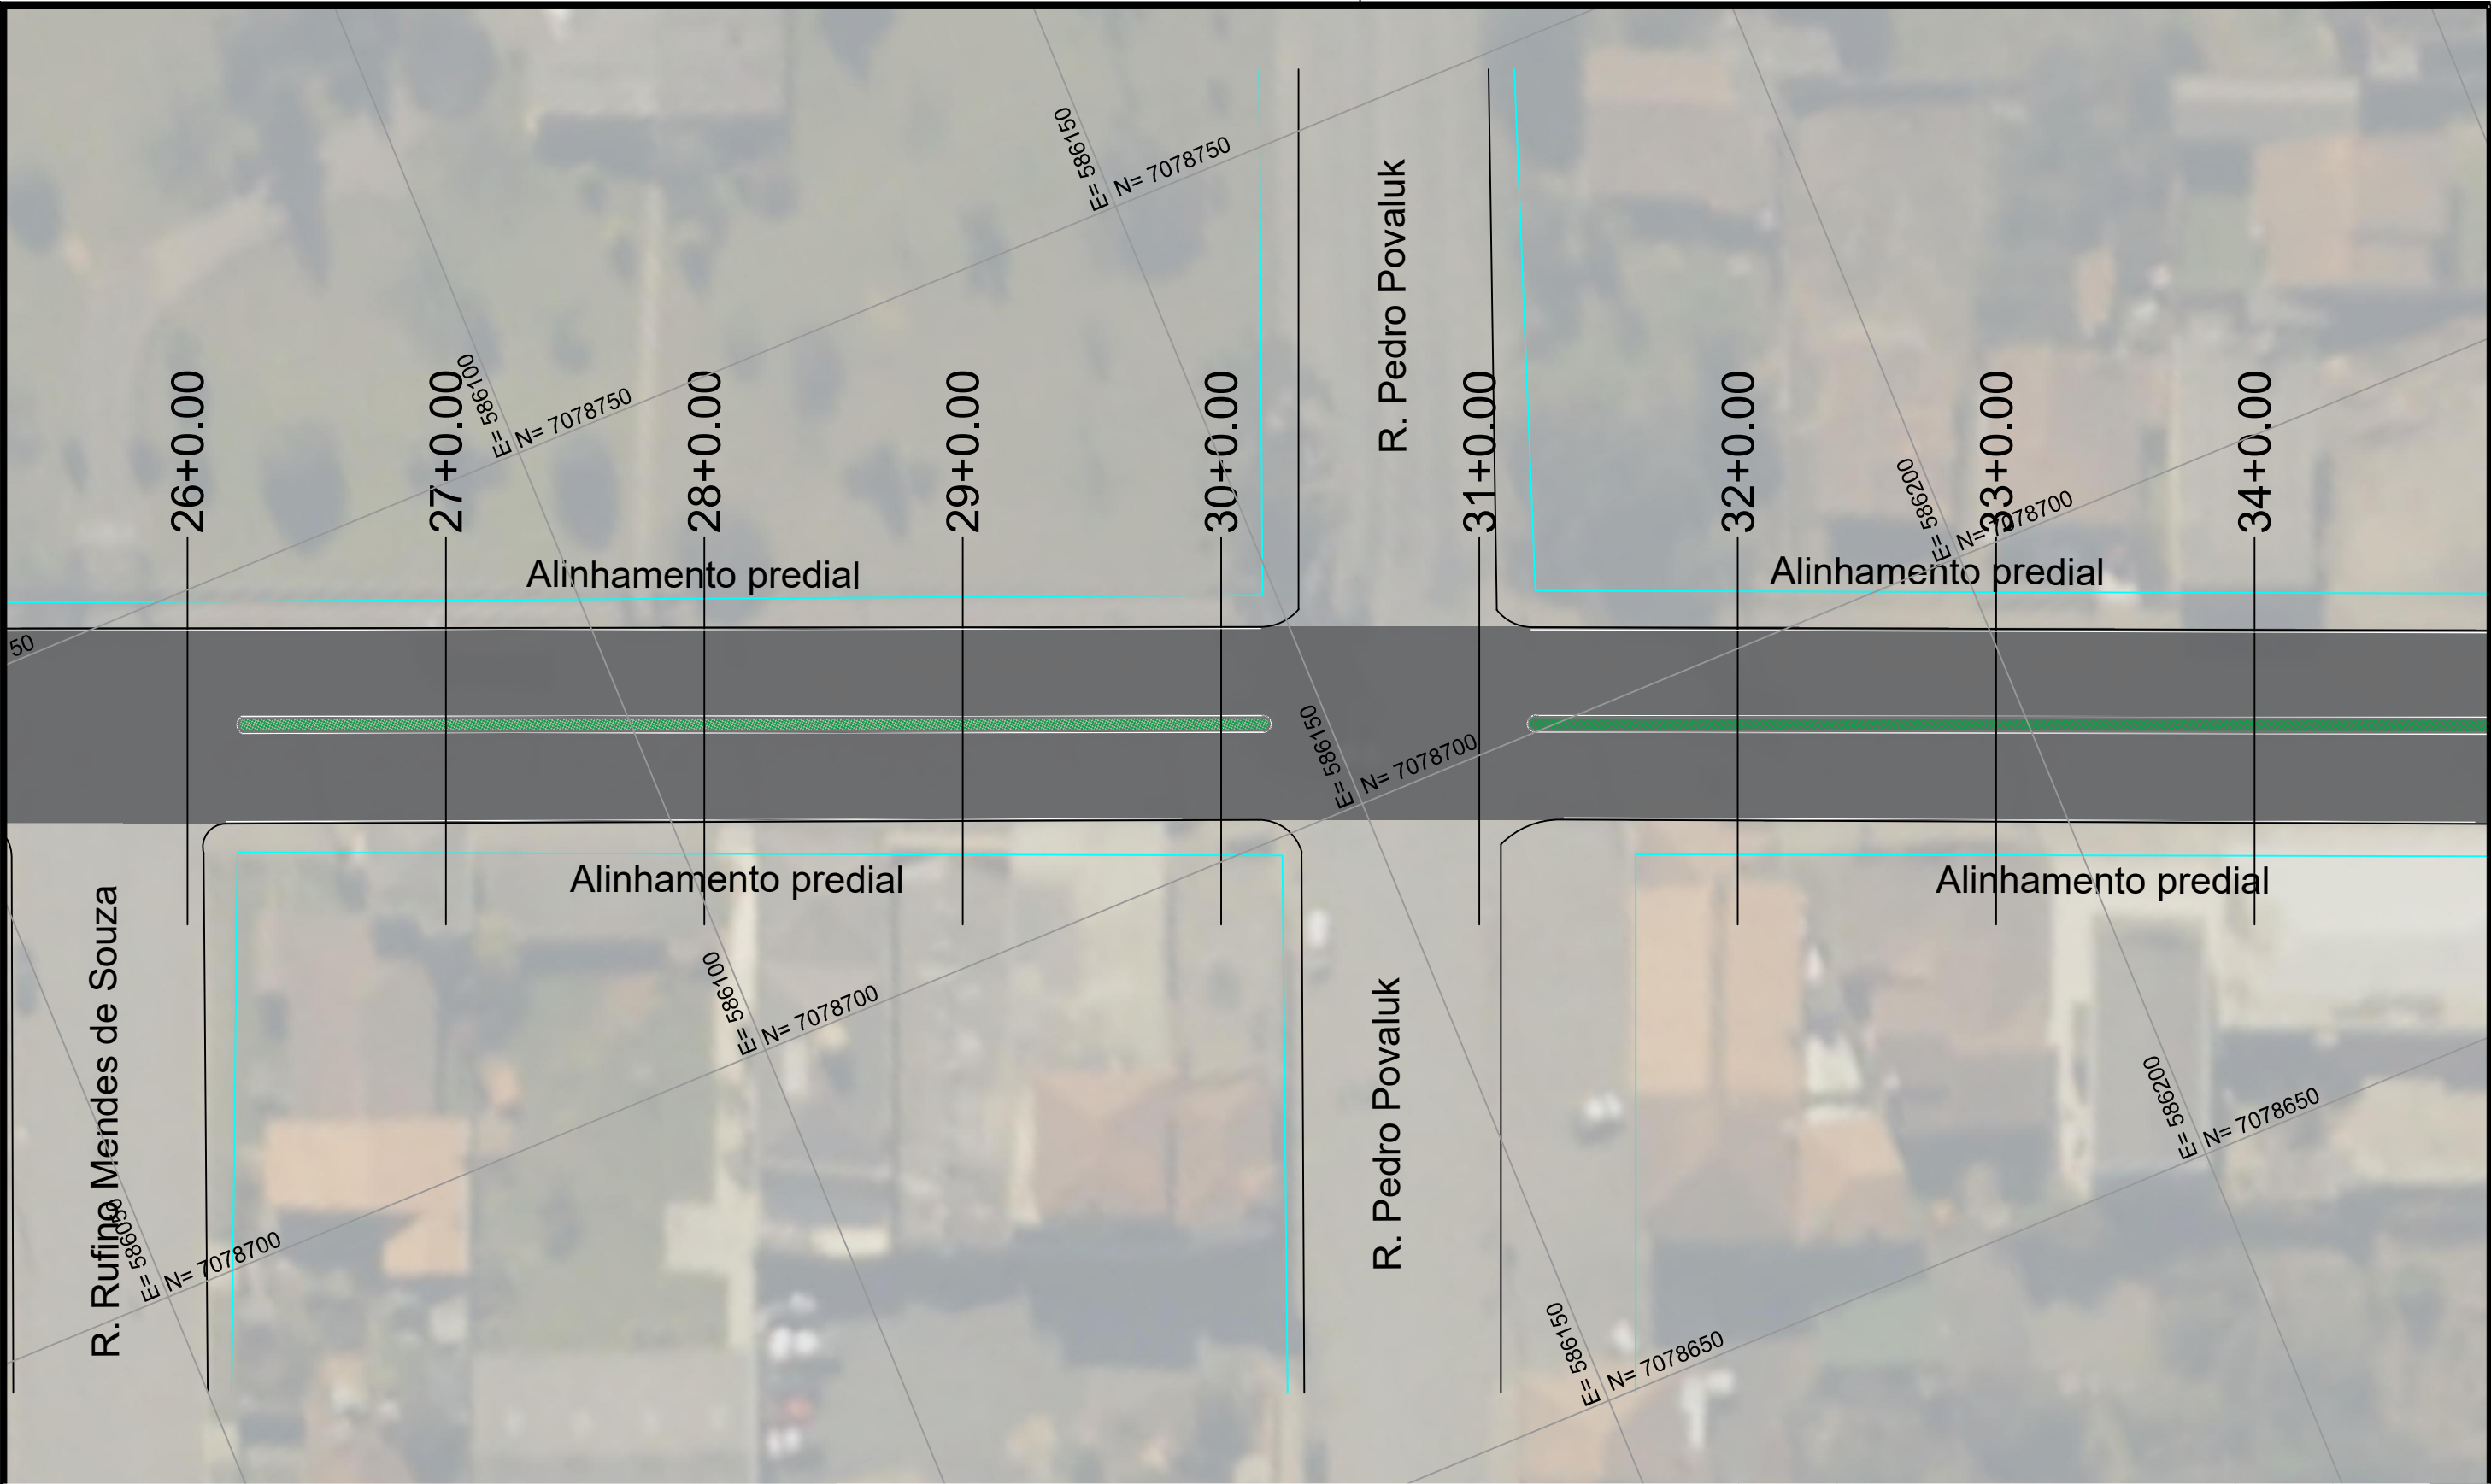 E= 586150
N= 7078750
R. Pedro Povaluk
E= 586100
N= 7078750
26+0.00
27+0.00
28+0.00
29+0.00
30+0.00
31+0.00
32+0.00
33+0.00
34+0.00
E= 586200
N= 7078700
Alinhamento predial
Alinhamento predial
50
E= 586150
N= 7078700
Alinhamento predial
Alinhamento predial
R. Rufino Mendes de Souza
E= 586100
N= 7078700
R. Pedro Povaluk
E= 586200
N= 7078650
E= 586050
N= 7078700
E= 586150
N= 7078650